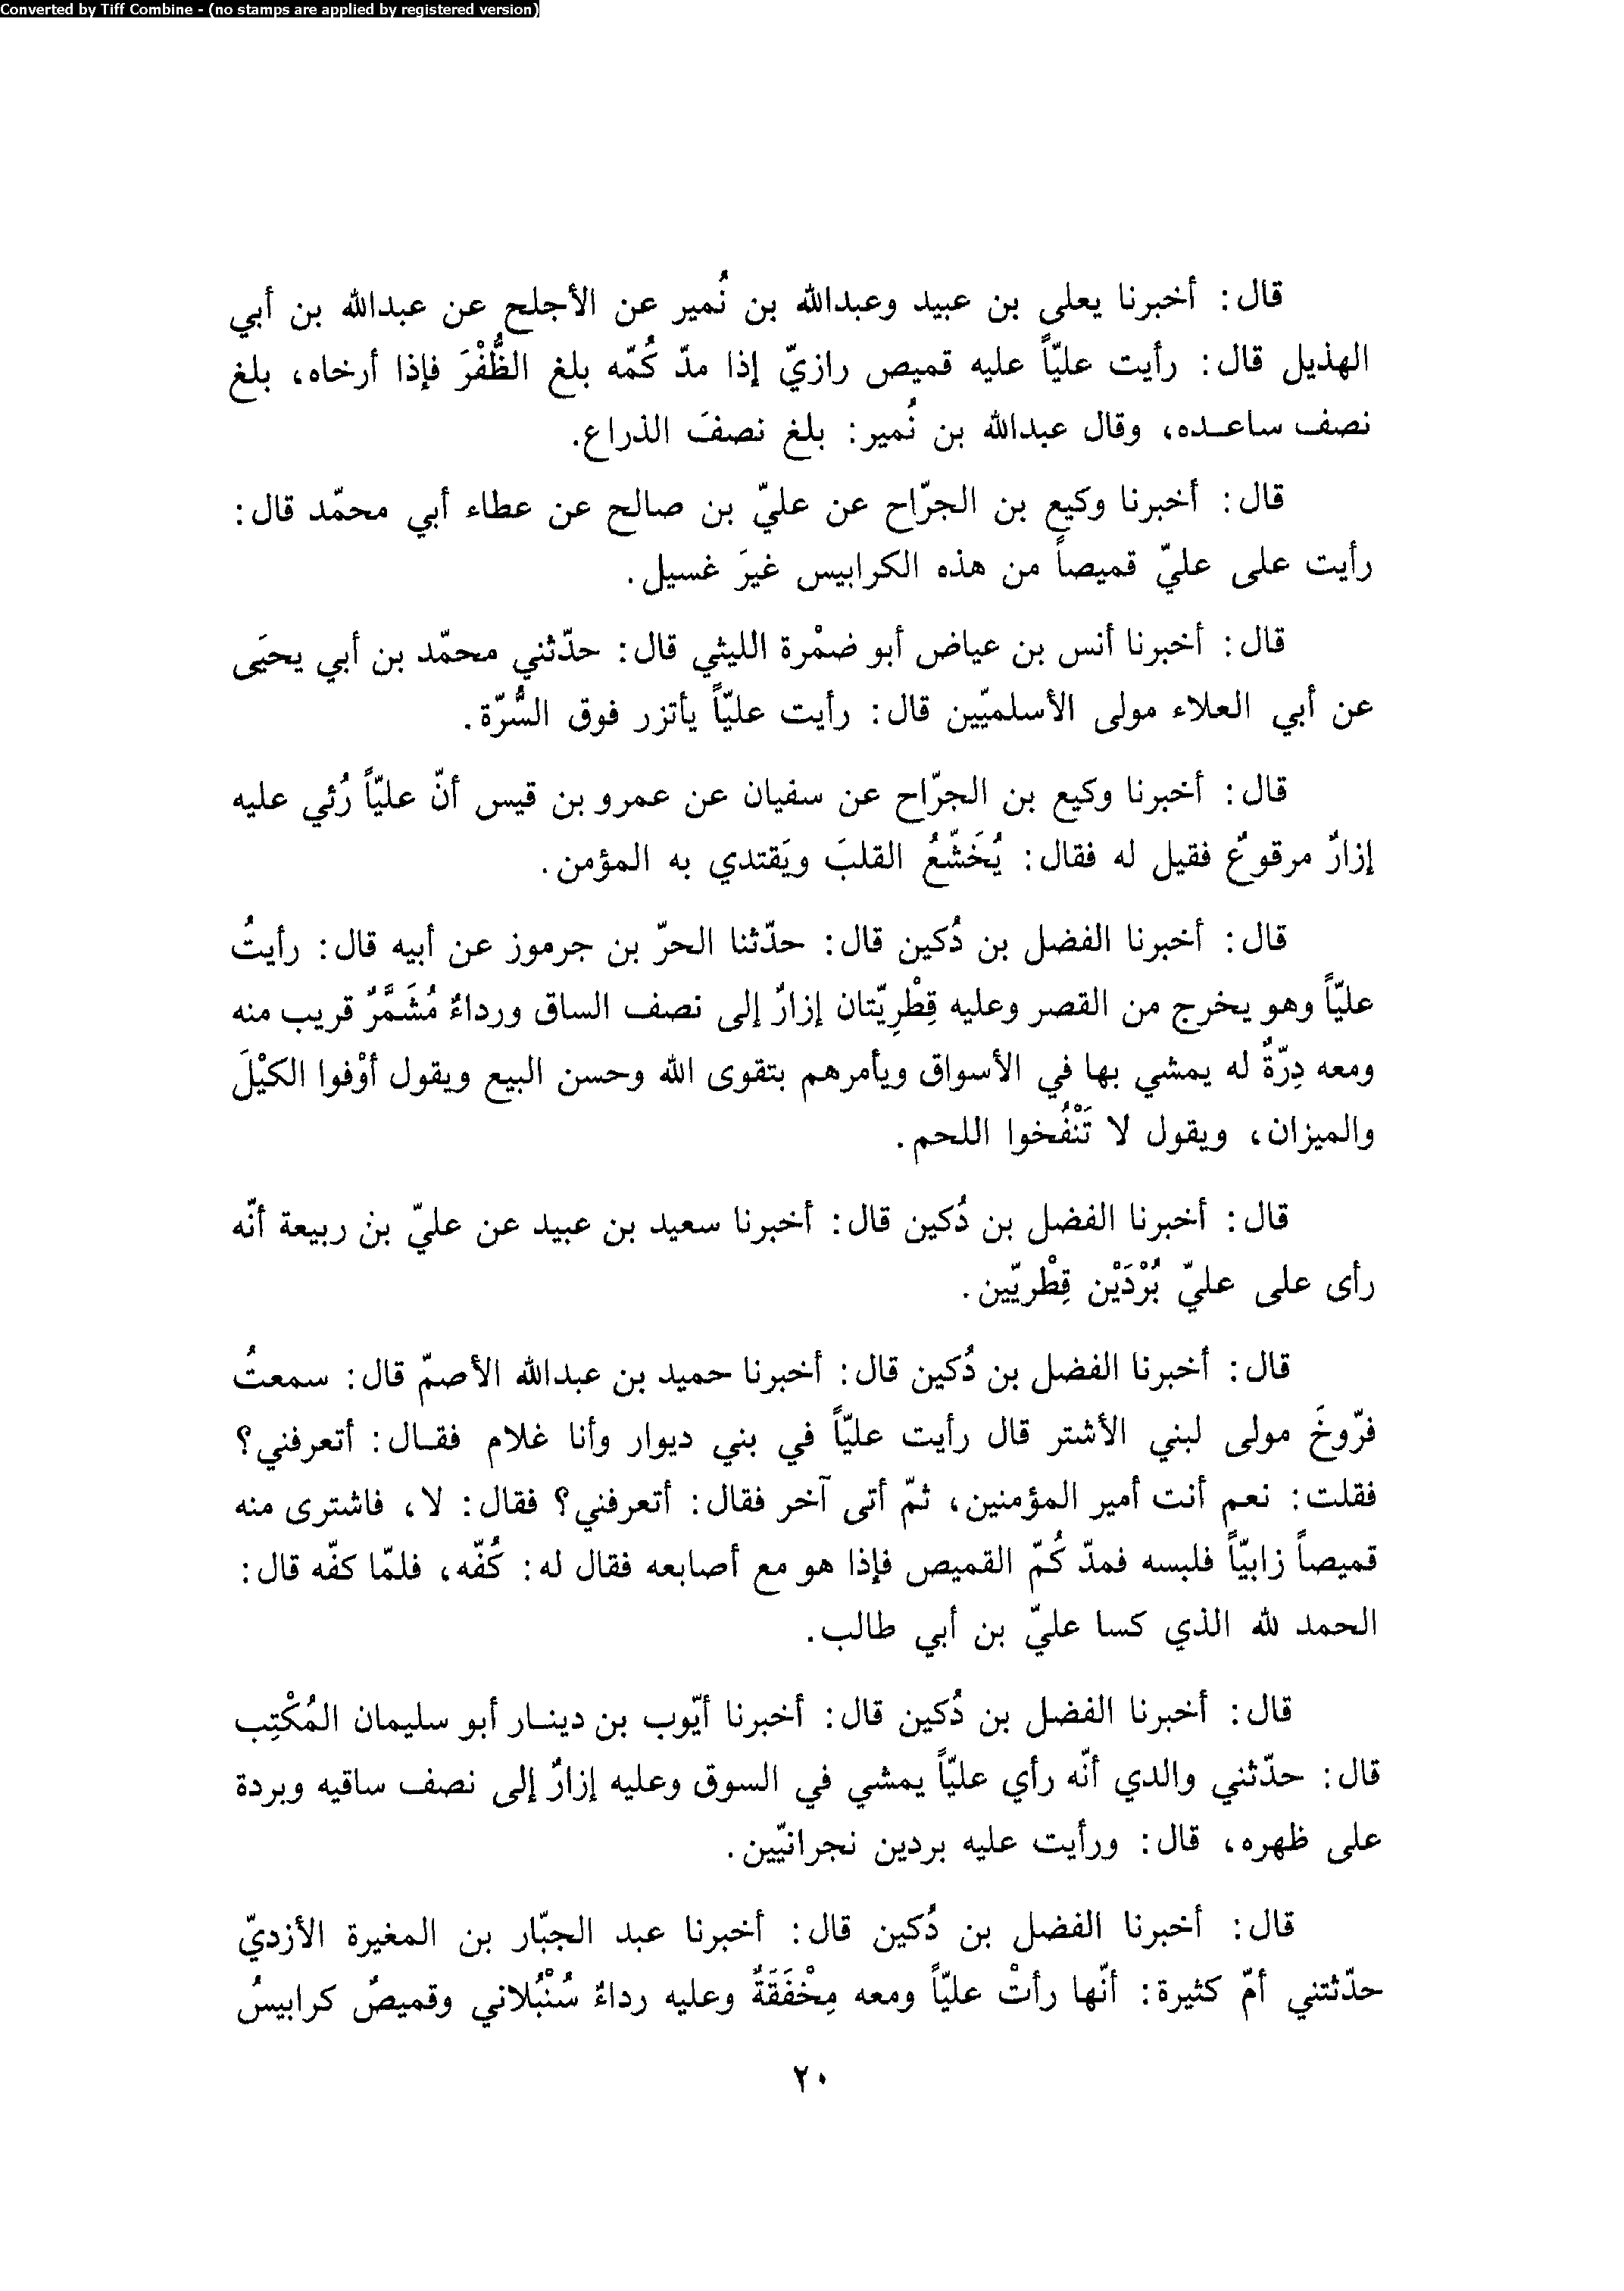 Converted by Tiff Combine - (no stamps are applied by registered version)
قال: أخبرنا يعلى بن عبيد وعبدالله بن نُمير عن الأجلح عن عبدالله بن أبي
الهذيل قال: رأيت عليّاً عليه قميص رازيّ إذا مدّ كُمّه بلغ الظُّفْرَ فإذا أرخاه، بلغ
نصف ساعـده، وقال عبدالله بن نُمير: بلغ نصفَ الذراع.
قال: أخبرنا وكيع بن الجرّاح عن عليّ بن صالح عن عطاء أبي محمّد قال:
رأيت على عليّ قميصاً من هذه الكرابيس غيرَ غسيل.
قال: أخبرنا أنس بن عياض أبو ضمْرة الليثي قال: حدّثني محمّد بن أبي يحيَى
عن أبي العلاء مولى الأسلميّين قال: رأيت عليّاً يأتزر فوق السُّرّة.
قال: أخبرنا وكيع بن الجرّاح عن سفيان عن عمرو بن قيس أنّ عليّاً رُئي عليه
إزارٌ مرقوعٌ فقيل له فقال: يُخَشّعُ القلبَ ويَقتدي به المؤمن.
قال: أخبرنا الفضل بن دُكين قال: حدّثنا الحرّ بن جرموز عن أبيه قال: رأيتُ
عليّاً وهو يخرج من القصر وعليه قِطْرِيّتان إزارٌ إلى نصف الساق ورداءٌ مُشَمَّرٌ قريب منه
ومعه دِرّةٌ له يمشي بها في الأسواق ويأمرهم بتقوى الله وحسن البيع ويقول أوْفوا الكيْلَ
والميزان، ويقول لا تَنْفُخوا اللحم.
قال: أخبرنا الفضل بن دُكين قال: أخبرنا سعيد بن عبيد عن عليّ بن ربيعة أنّه
رأى على عليّ بُرْدَيْن قِطْريّين.
قال: أخبرنا الفضل بن دُكين قال: أخبرنا حميد بن عبدالله الأصمّ قال: سمعتُ
فرّوخَ مولى لبني الأشتر قال رأيت عليّاً في بني ديوار وأنا غلام فقـال: أتعرفني؟
فقلت: نعم أنت أمير المؤمنين، ثمّ أتى آخر فقال: أتعرفني؟ فقال: لا، فاشترى منه
قميصاً زابيّاً فلبسه فمدّ كُمّ القميص فإذا هو مع أصابعه فقال له: كُفّه، فلمّا كفّه قال:
الحمد لله الذي كسا عليّ بن أبي طالب.
قال: أخبرنا الفضل بن دُكين قال: أخبرنا أيّوب بن دينـار أبو سليمان المُكْتِب
قال: حدّثني والدي أنّه رأي عليّاً يمشي في السوق وعليه إزارٌ إلى نصف ساقيه وبردة
على ظهره، قال: ورأيت عليه بردين نجرانيّين.
قال: أخبرنا الفضل بن دُكين قال: أخبرنا عبد الجبّار بن المغيرة الأزديّ
حدّثتني أمّ كثيرة: أنّها رأتْ عليّاً ومعه مِخْفَقَةٌ وعليه رداءٌ سُنْبُلاني وقميصٌ كرابيسُ
٢٠